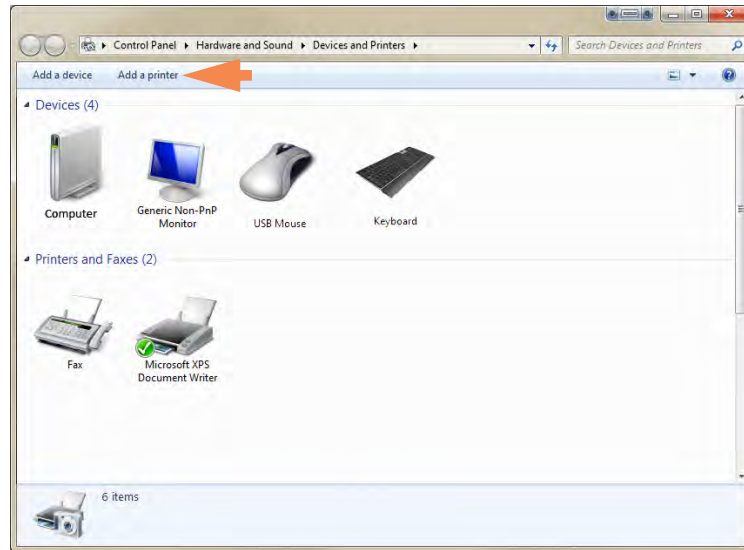 Control Panel ▸ Hardware and Sound ▸ Devices and Printers ▸
Search Devices and Printers
Add a device Add a printer
Devices (4)
Computer
Generic Non-PnP
Monitor
USB Mouse
Keyboard
Printers and Faxes (2)
Fax
Microsoft XPS
Document Writer
6 items